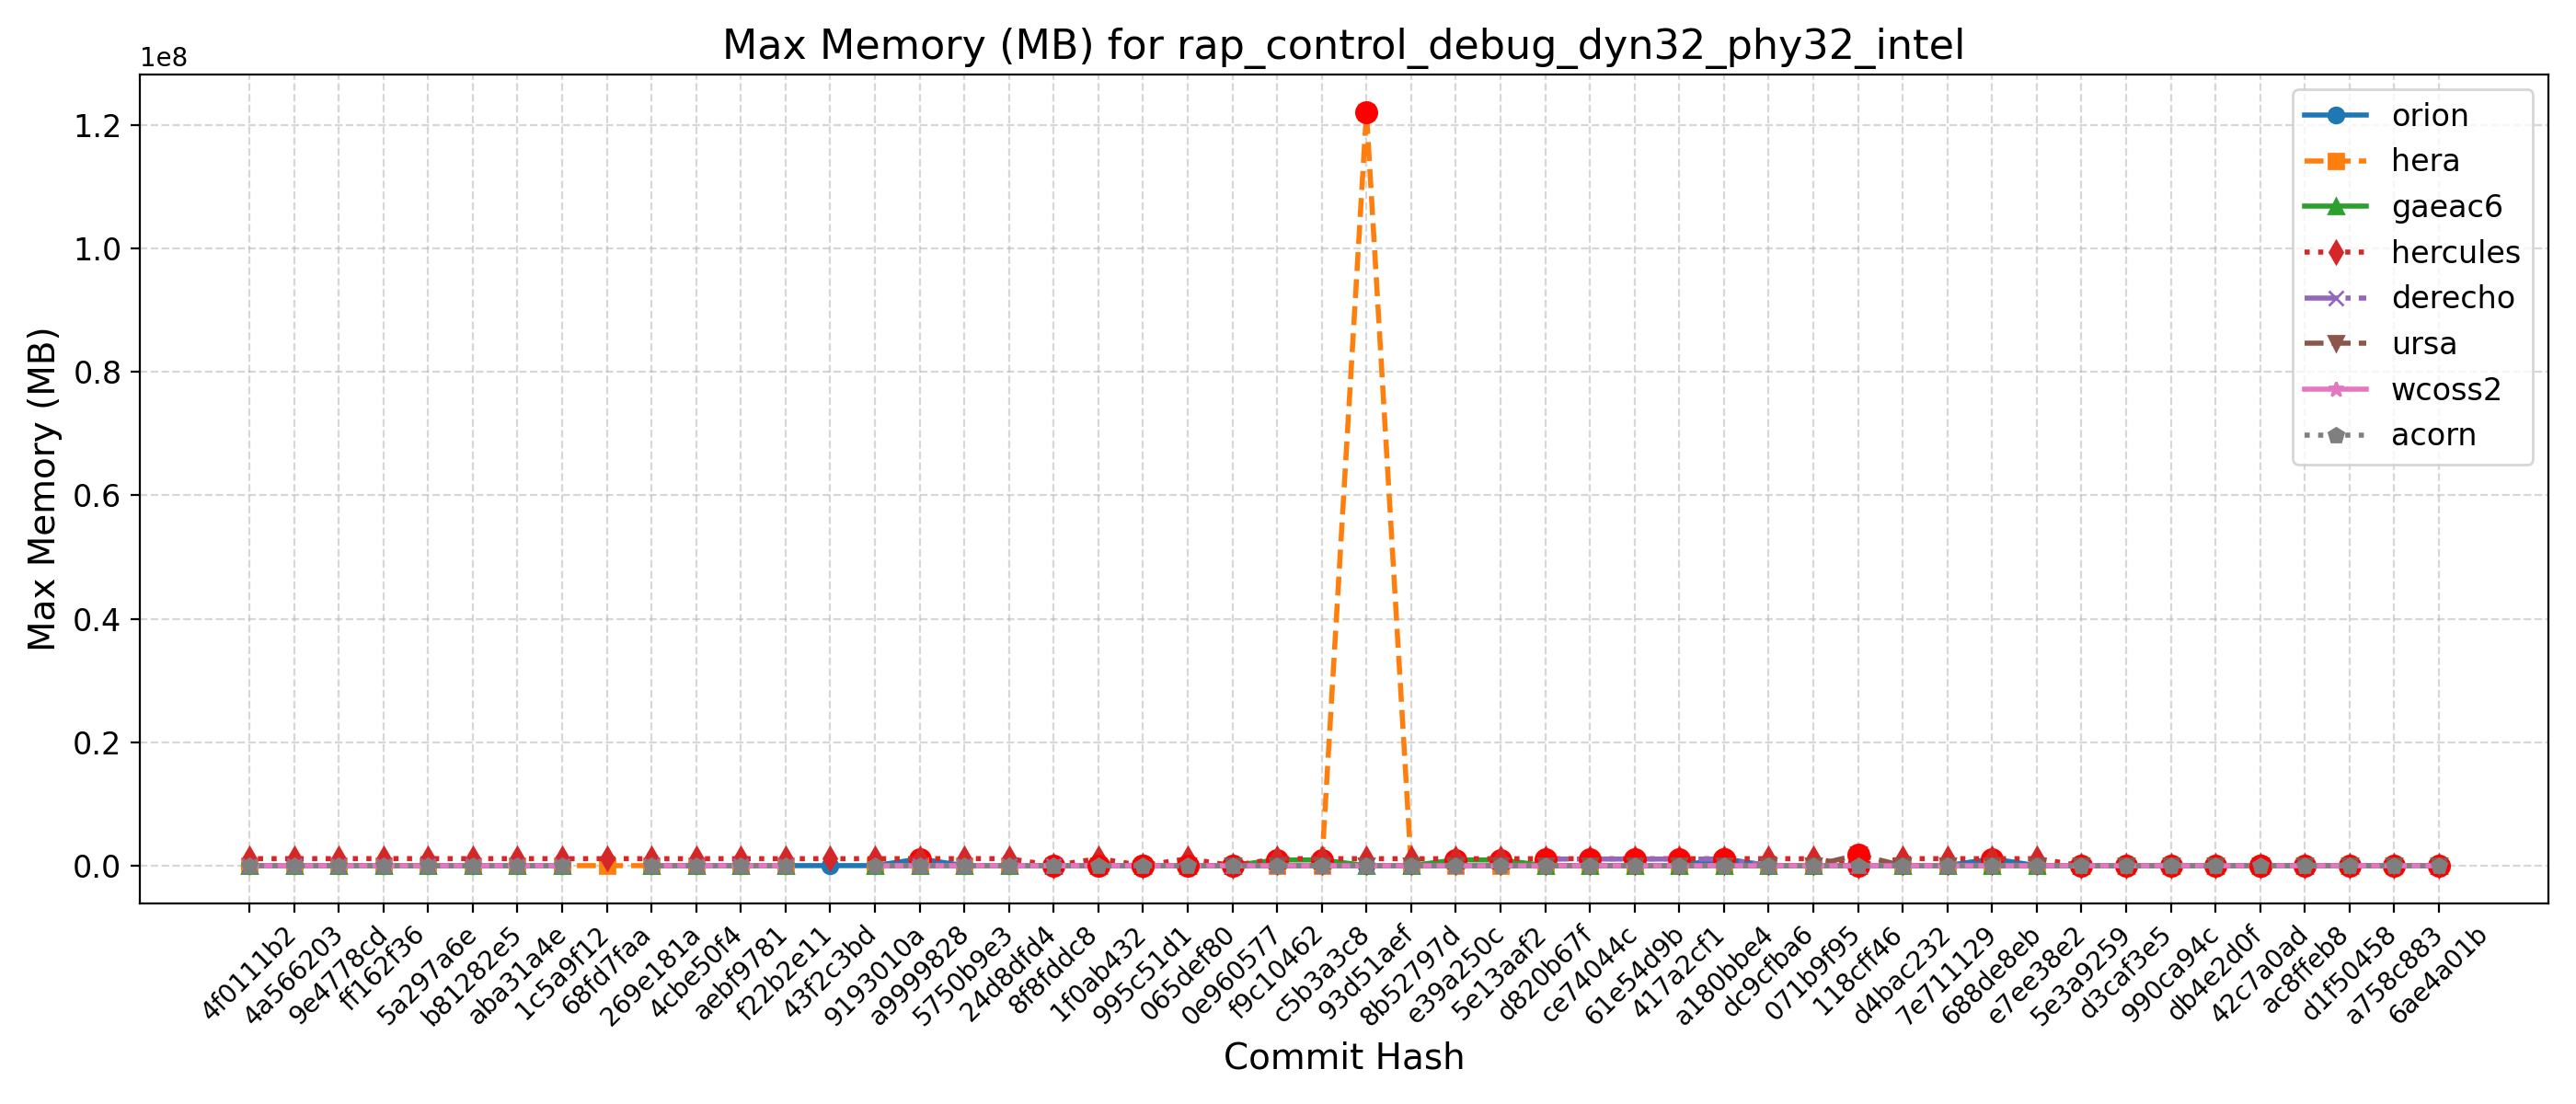 Max Memory (MB) for rap_control_debug_dyn32_phy32_intel
1e8
1.2
1.0
0.8
0.6
0.4
0.2
0.0
Max Memory (MB)
orion
hera
gaeac6
hercules
derecho
ursa
wcoss2
acorn
4f0111b2
4a566203
9e4778cd
ff162f36
5a297a6e
b81282e5
aba31a4e
1c5a9f12
68fd7faa
269e181a
4cbe50f4
aebf9781
f22b2e11
43f2c3bd
9193010a
a9999828
5750b9e3
24d8dfd4
8f8fddc8
1f0ab432
995c51d1
065def80
0e960577
f9c10462
c5b3a3c8
93d51aef
8b52797d
e39a250c
5e13aaf2
d820b67f
ce74044c
61e54d9b
417a2cf1
a180bbe4
dc9cfba6
071b9f95
118cff46
d4bac232
7e711129
688de8eb
e7ee38e2
5e3a9259
d3caf3e5
990ca94c
db4e2d0f
42c7a0ad
ac8ffeb8
d1f50458
a758c883
6ae4a01b
Commit Hash